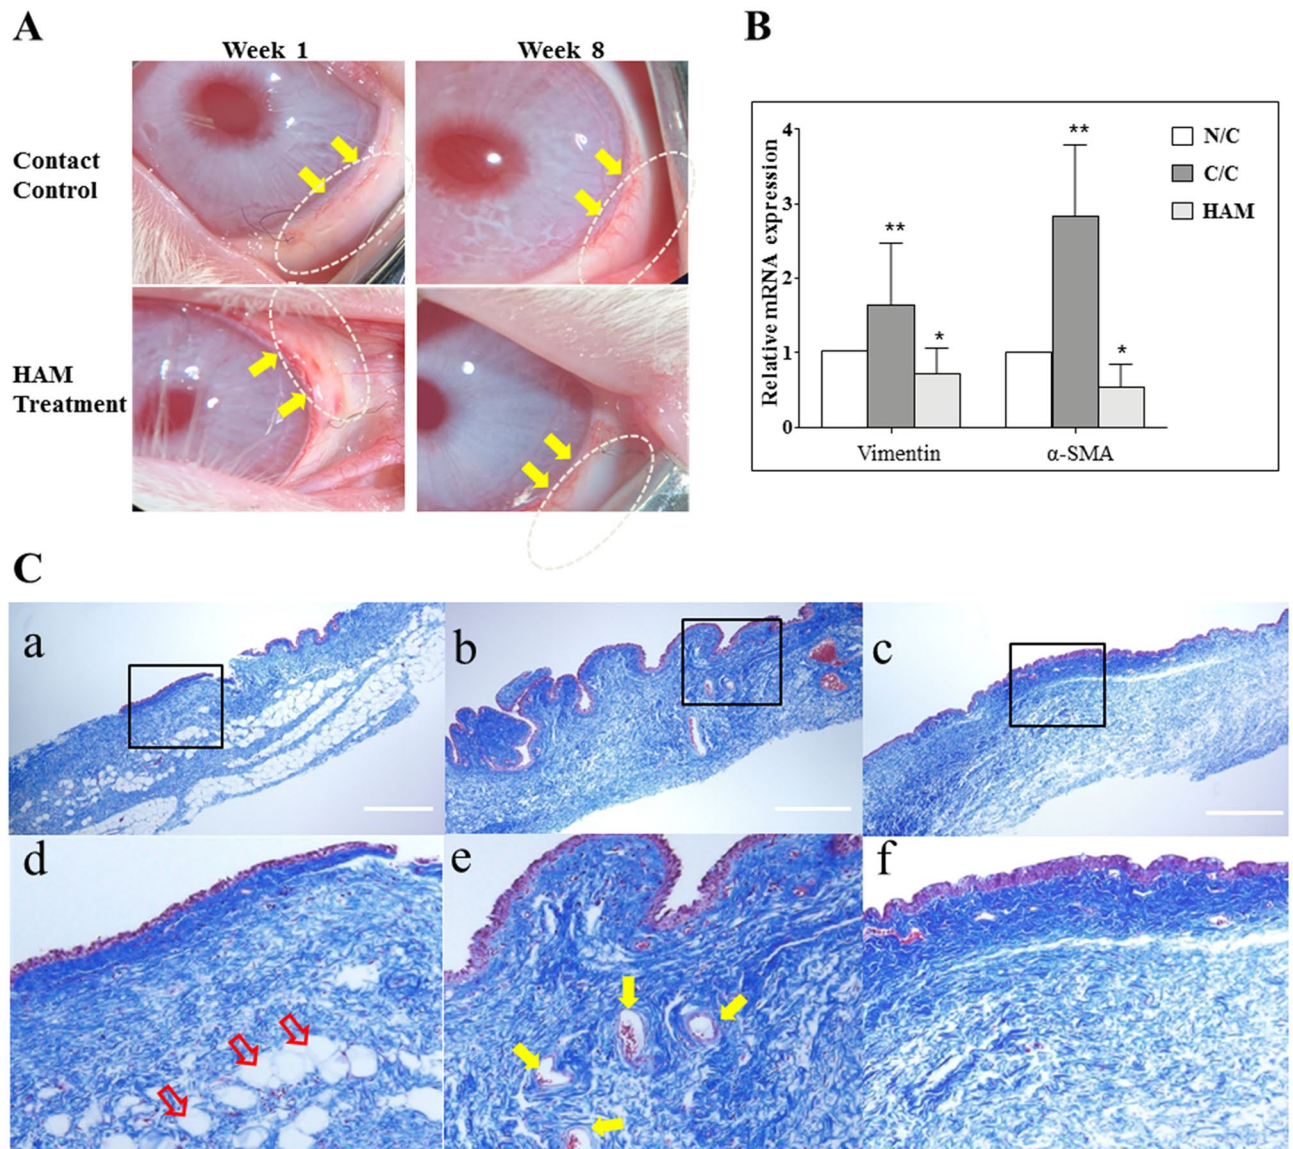 A
Week 1
Week 8
Contact
Control
HAM
Treatment
B
Relative mRNA expression
4
3
2
1
0
**
*
**
*
Vimentin
α-SMA
N/C
C/C
HAM
C
a
b
c
d
e
f